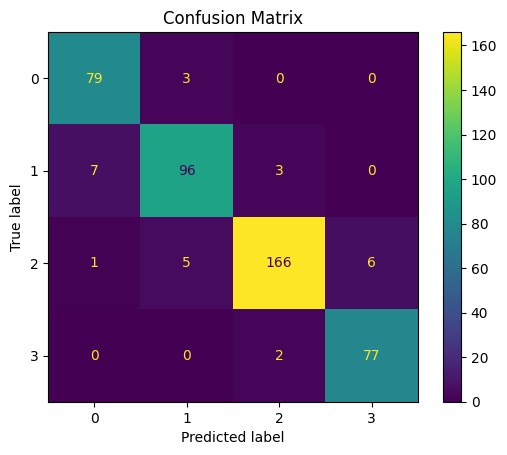 Confusion Matrix
True label
0 79 3 0 0
1 7 96 3 0
2 1 5 166 6
3 0 0 2 77
0 1 2 3
Predicted label
160
140
120
100
80
60
40
20
0